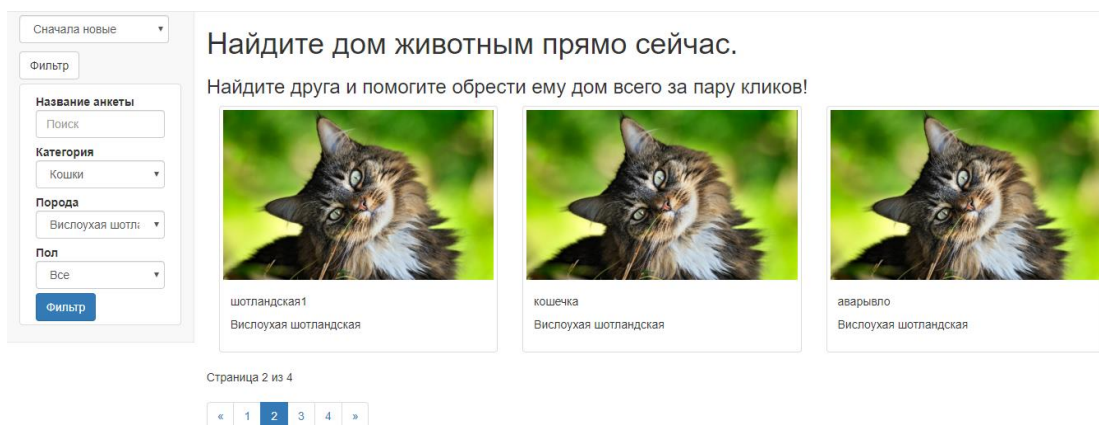 Сначала новые
Фильтр
Название анкеты
Поиск
Категория
Кошки
Порода
Вислоухая шотл
Пол
Все
Фильтр
Найдите дом животным прямо сейчас.
Найдите друга и помогите обрести ему дом всего за пару кликов!
шотландская1
Вислоухая шотландская
кошечка
Вислоухая шотландская
аварывло
Вислоухая шотландская
Страница 2 из 4
« 1 2 3 4 »